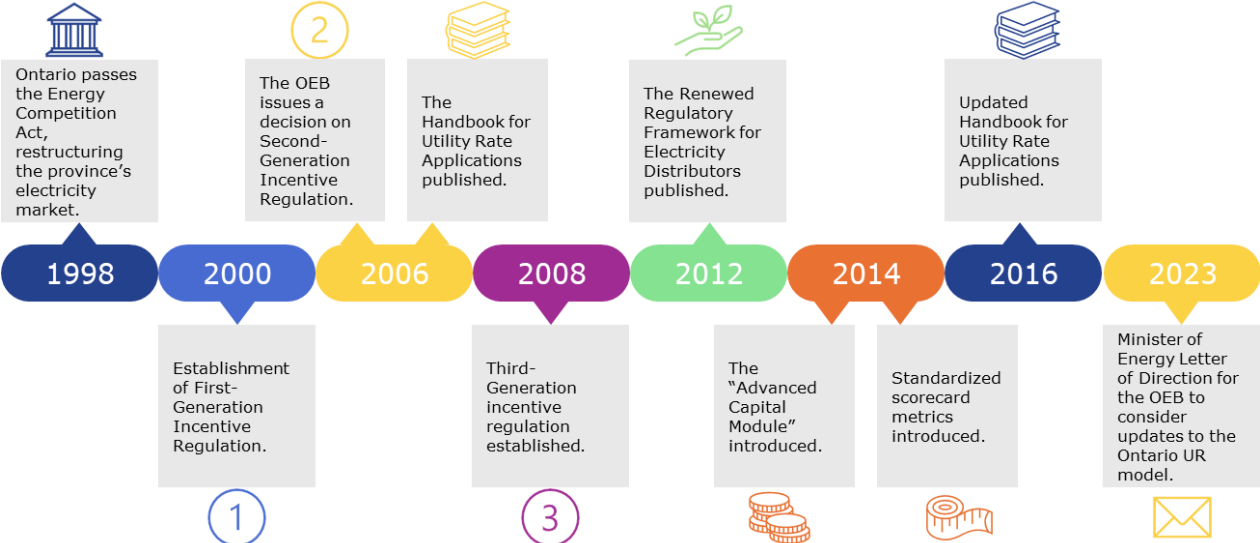 2
Ontario passes
the Energy
Competition
Act,
restructuring
the province's
electricity
market.
The OEB
issues a
decision on
Second-
Generation
Incentive
Regulation.
The
Handbook for
Utility Rate
Applications
published.
The Renewed
Regulatory
Framework for
Electricity
Distributors
published.
Updated
Handbook for
Utility Rate
Applications
published.
1998
2000
2006
2008
2012
2014
2016
2023
Establishment
of First-
Generation
Incentive
Regulation.
Third-
Generation
incentive
regulation
established.
The
“Advanced
Capital
Module”
introduced.
Standardized
scorecard
metrics
introduced.
Minister of
Energy Letter
of Direction for
the OEB to
consider
updates to the
Ontario UR
model.
1
3